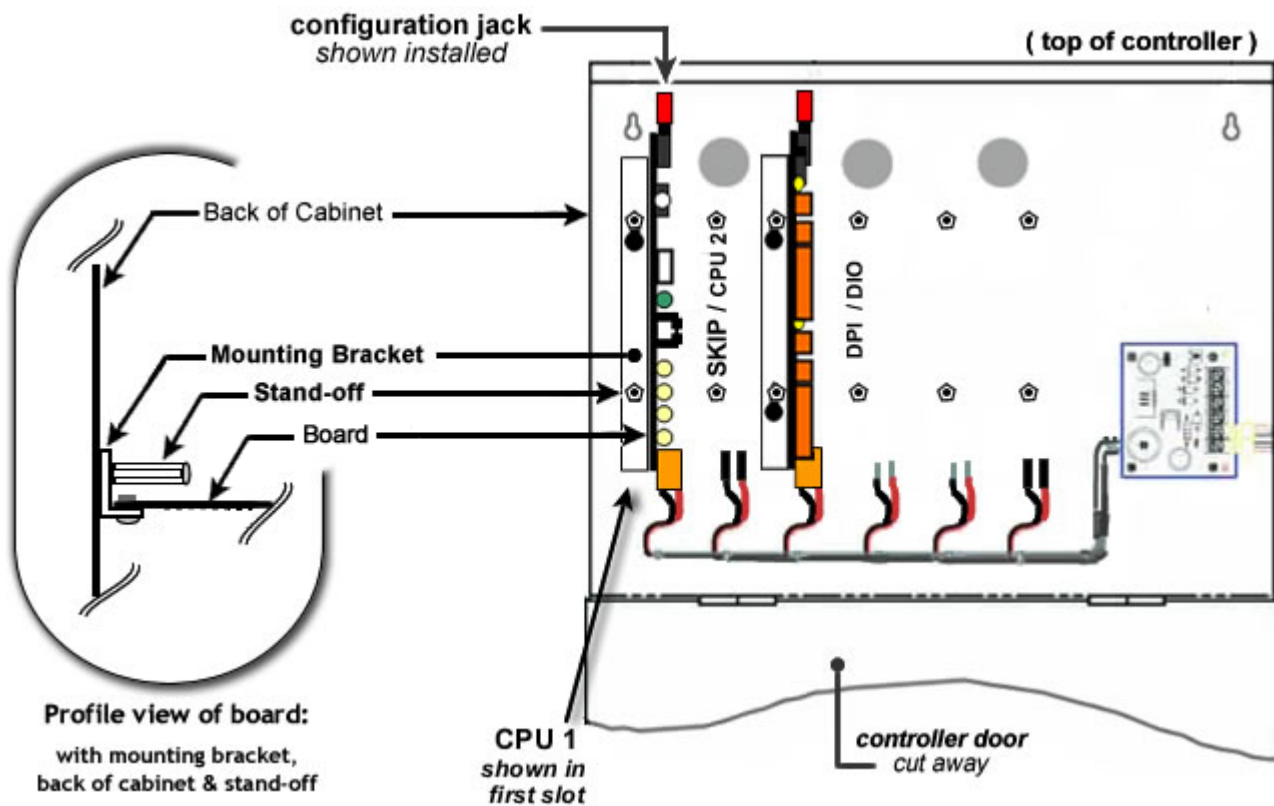 configuration jack
shown installed
( top of controller )
Back of Cabinet
SKIP / CPU 2
DPI / DIO
Mounting Bracket
Stand-off
Board
Profile view of board:
with mounting bracket,
back of cabinet & stand-off
CPU 1
shown in
first slot
controller door
cut away